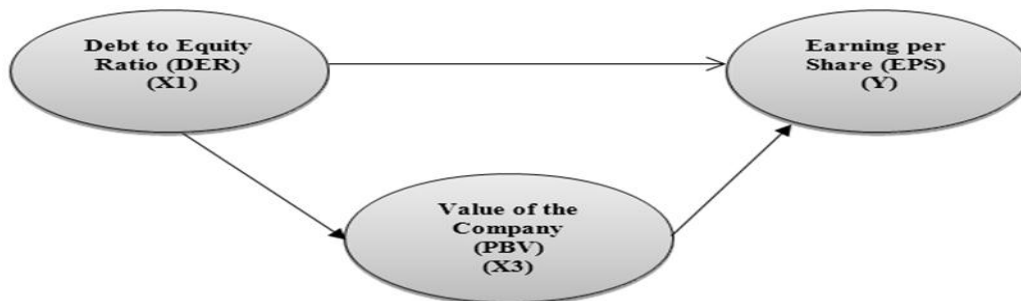 Debt to Equity
Ratio (DER)
(X1)
Earning per
Share (EPS)
(Y)
Value of the
Company
(PBV)
(X3)